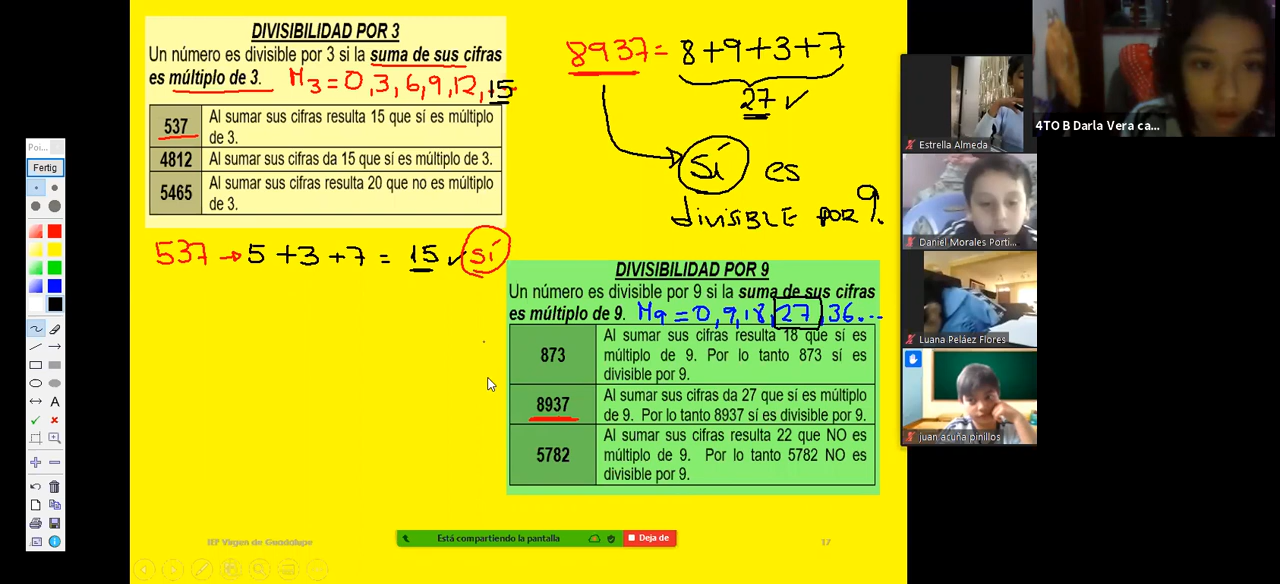 DIVISIBILIDAD POR 3
Un número es divisible por 3 si la suma de sus cifras
es múltiplo de 3. M3 = 0, 3, 6, 9, 12, 15.
537 Al sumar sus cifras resulta 15 que sí es múltiplo
de 3.
4812 Al sumar sus cifras da 15 que sí es múltiplo de 3.
5465 Al sumar sus cifras resulta 20 que no es múltiplo
de 3.
537 → 5 + 3 + 7 = 15 ✓ sí
8937 = 8 + 9 + 3 + 7
27 ✓
sí es
DIVISIBLE POR 9.
DIVISIBILIDAD POR 9
Un número es divisible por 9 si la suma de sus cifras
es múltiplo de 9. M9 = 0, 9, 18, 27, 36...
873 Al sumar sus cifras resulta 18 que sí es
múltiplo de 9. Por lo tanto 873 sí es
divisible por 9.
8937 Al sumar sus cifras da 27 que sí es múltiplo
de 9. Por lo tanto 8937 sí es divisible por 9.
5782 Al sumar sus cifras resulta 22 que NO es
múltiplo de 9. Por lo tanto 5782 NO es
divisible por 9.
Poi...
Fertig
A
IEP Virgen de Guadalupe
17
Está compartiendo la pantalla
Deja de
4TO B Darla Vera ca...
Estrella Almeda
Daniel Morales Porti...
Luana Peláez Flores
juan acuña pinillos